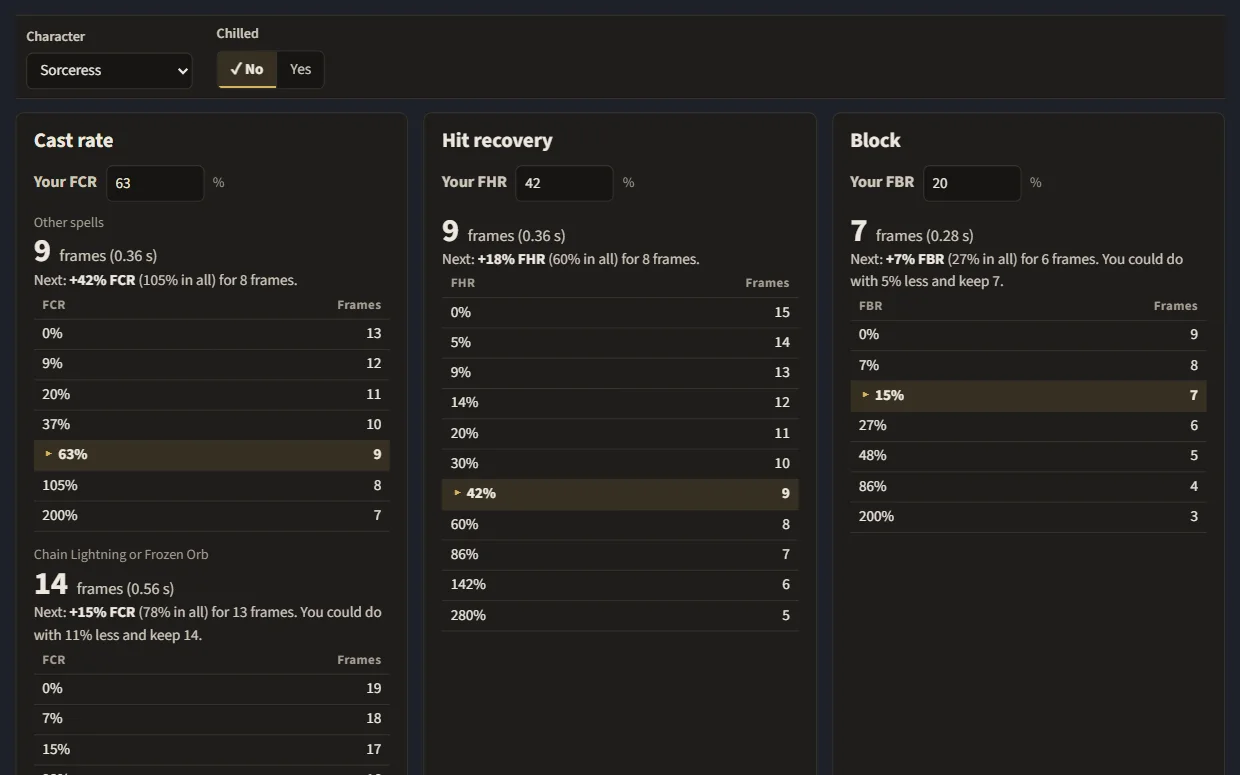 Character
Chilled
Sorceress
✓ No
Yes
Cast rate
Your FCR 63 %
Other spells
9 frames (0.36 s)
Next: +42% FCR (105% in all) for 8 frames.
FCR Frames
0% 13
9% 12
20% 11
37% 10
► 63% 9
105% 8
200% 7
Chain Lightning or Frozen Orb
14 frames (0.56 s)
Next: +15% FCR (78% in all) for 13 frames. You could do
with 11% less and keep 14.
FCR Frames
0% 19
7% 18
15% 17
Hit recovery
Your FHR 42 %
9 frames (0.36 s)
Next: +18% FHR (60% in all) for 8 frames.
FHR Frames
0% 15
5% 14
9% 13
14% 12
20% 11
30% 10
► 42% 9
60% 8
86% 7
142% 6
280% 5
Block
Your FBR 20 %
7 frames (0.28 s)
Next: +7% FBR (27% in all) for 6 frames. You could do
with 5% less and keep 7.
FBR Frames
0% 9
7% 8
► 15% 7
27% 6
48% 5
86% 4
200% 3